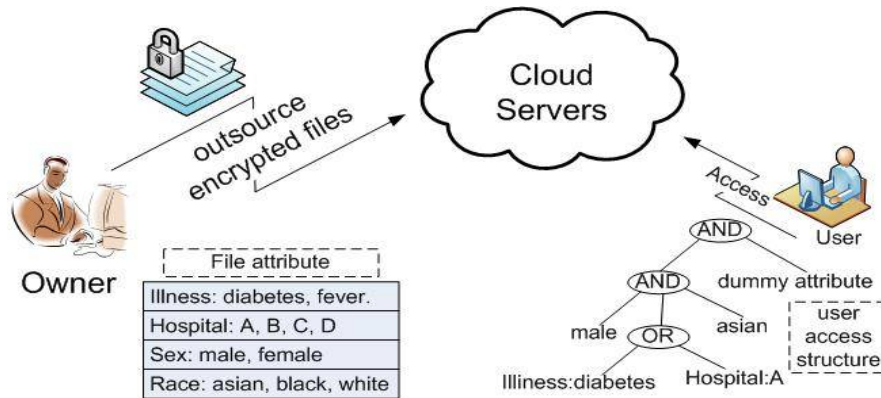 Cloud
Servers
outsource
encrypted files
Access
User
Owner
File attribute
Illness: diabetes, fever.
Hospital: A, B, C, D
Sex: male, female
Race: asian, black, white
AND
AND
dummy attribute
male
OR
asian
Illiness:diabetes
Hospital:A
user
access
structure